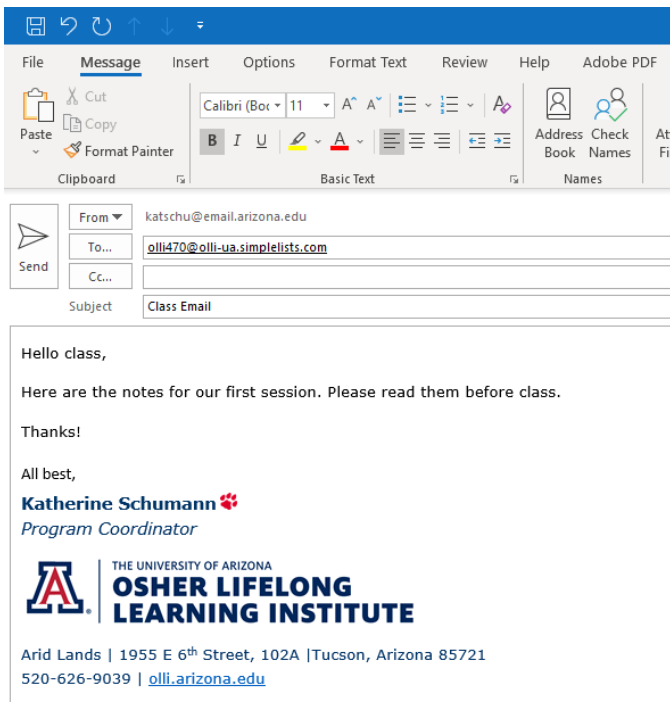 File Message Insert Options Format Text Review Help Adobe PDF
Cut
Copy
Paste
Format Painter
Clipboard
Calibri (Boc 11 A^ A˅ A
B I U A
Basic Text
Address Book
Check Names
Names
From katschu@email.arizona.edu
To... olli470@olli-ua.simplelists.com
Send
Cc...
Subject Class Email
Hello class,
Here are the notes for our first session. Please read them before class.
Thanks!
All best,
Katherine Schumann
Program Coordinator
A
THE UNIVERSITY OF ARIZONA
OSHER LIFELONG
LEARNING INSTITUTE
Arid Lands | 1955 E 6th Street, 102A |Tucson, Arizona 85721
520-626-9039 | olli.arizona.edu